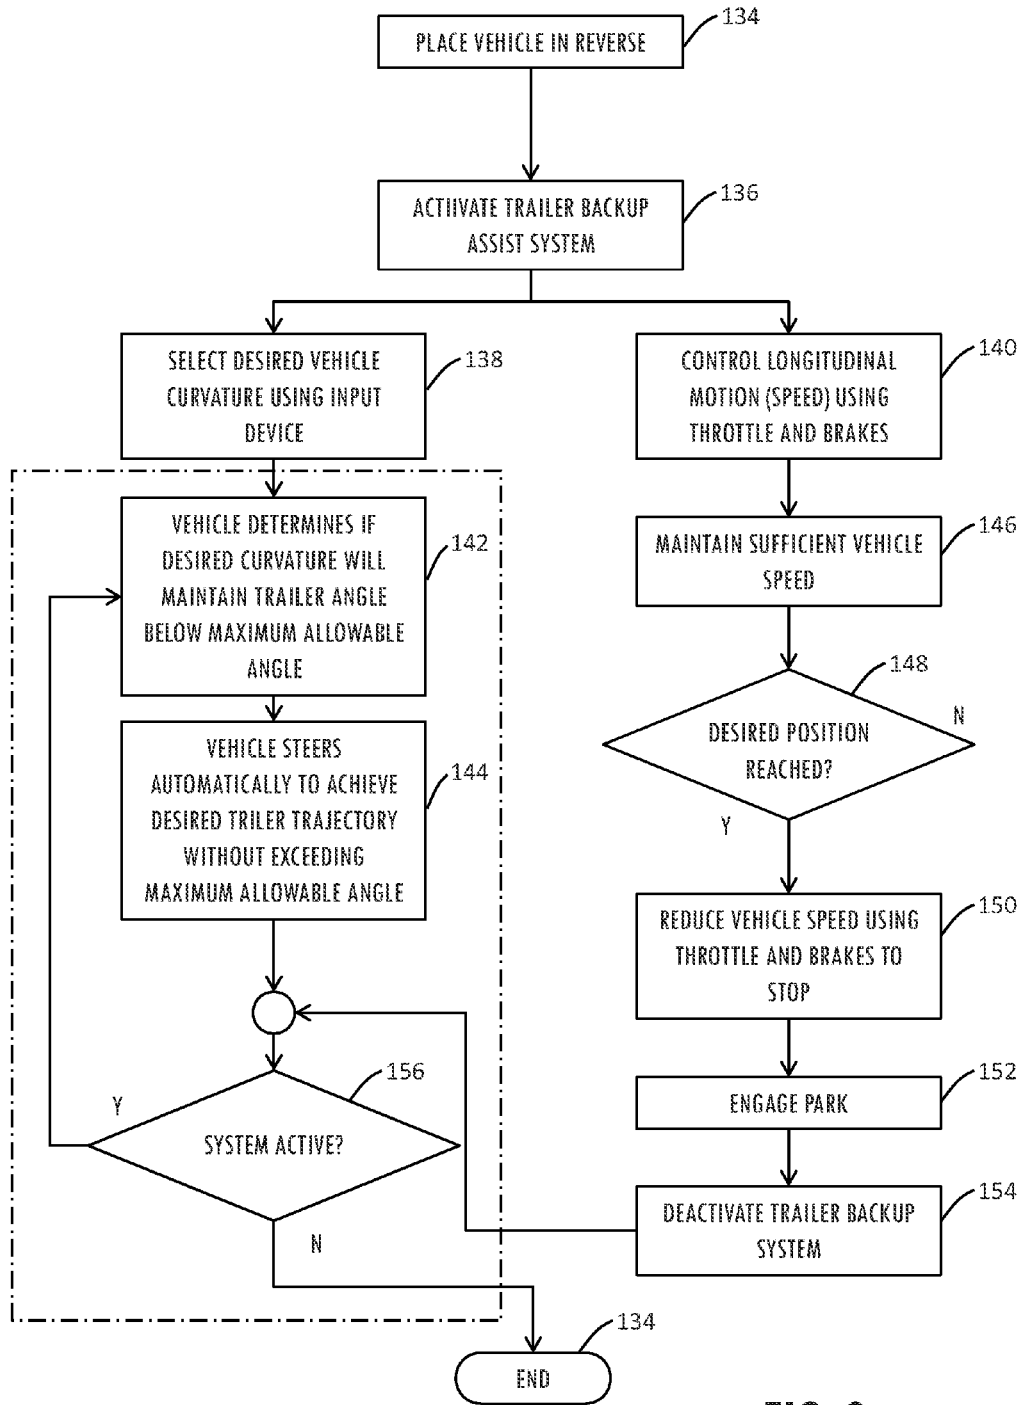 PLACE VEHICLE IN REVERSE
134
ACTIIVATE TRAILER BACKUP
ASSIST SYSTEM
136
SELECT DESIRED VEHICLE
CURVATURE USING INPUT
DEVICE
138
CONTROL LONGITUDINAL
MOTION (SPEED) USING
THROTTLE AND BRAKES
140
VEHICLE DETERMINES IF
DESIRED CURVATURE WILL
MAINTAIN TRAILER ANGLE
BELOW MAXIMUM ALLOWABLE
ANGLE
142
MAINTAIN SUFFICIENT VEHICLE
SPEED
146
VEHICLE STEERS
AUTOMATICALLY TO ACHIEVE
DESIRED TRILER TRAJECTORY
WITHOUT EXCEEDING
MAXIMUM ALLOWABLE ANGLE
144
DESIRED POSITION
REACHED?
148
N
Y
REDUCE VEHICLE SPEED USING
THROTTLE AND BRAKES TO
STOP
150
ENGAGE PARK
152
SYSTEM ACTIVE?
156
Y
N
DEACTIVATE TRAILER BACKUP
SYSTEM
154
END
134